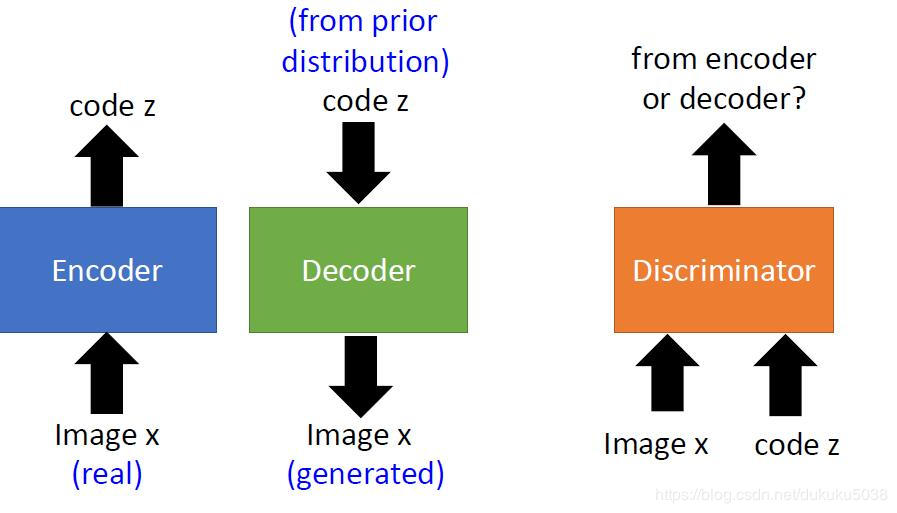 code z
Encoder
Image x
(real)
(from prior
distribution)
code z
Decoder
Image x
(generated)
from encoder
or decoder?
Discriminator
Image x
code z
https://blog.csdn.net/dukuku5038